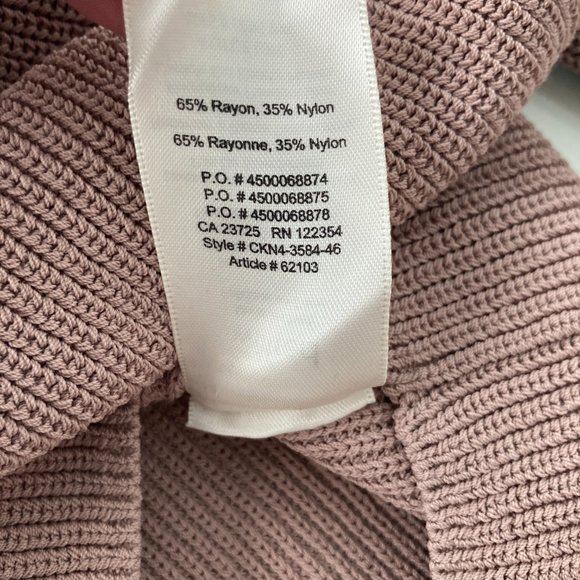 65% Rayon, 35% Nylon
65% Rayonne, 35% Nylon
P.O. # 4500068874
P.O. # 4500068875
P.O. # 4500068878
CA 23725 RN 122354
Style # CKN4-3584-46
Article # 62103